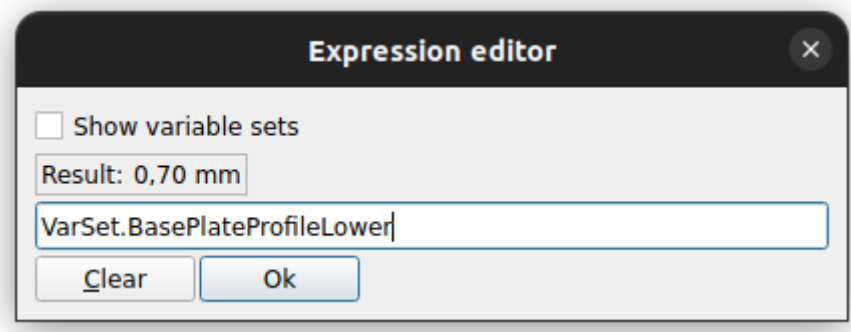 Expression editor
Show variable sets
Result: 0,70 mm
VarSet.BasePlateProfileLower
Clear
Ok